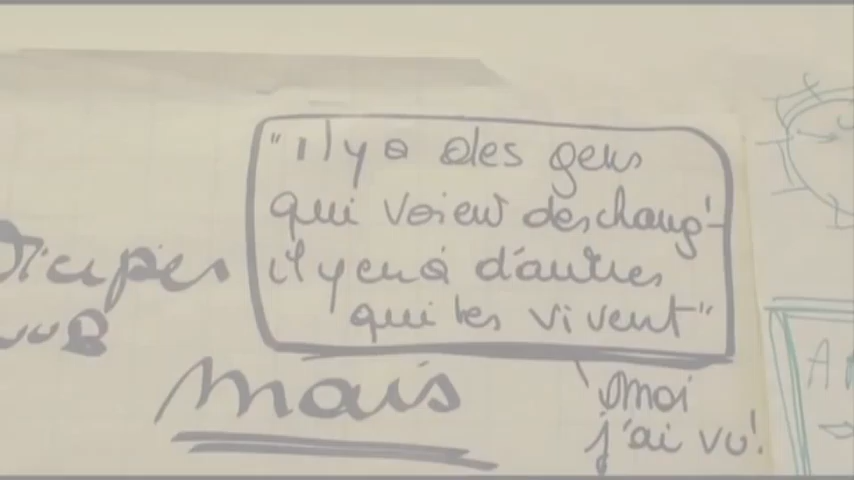 "il y a des gens
qui voient des chang'-
il y en a d'autres
qui les vivent"
mais
moi
j'ai vu!